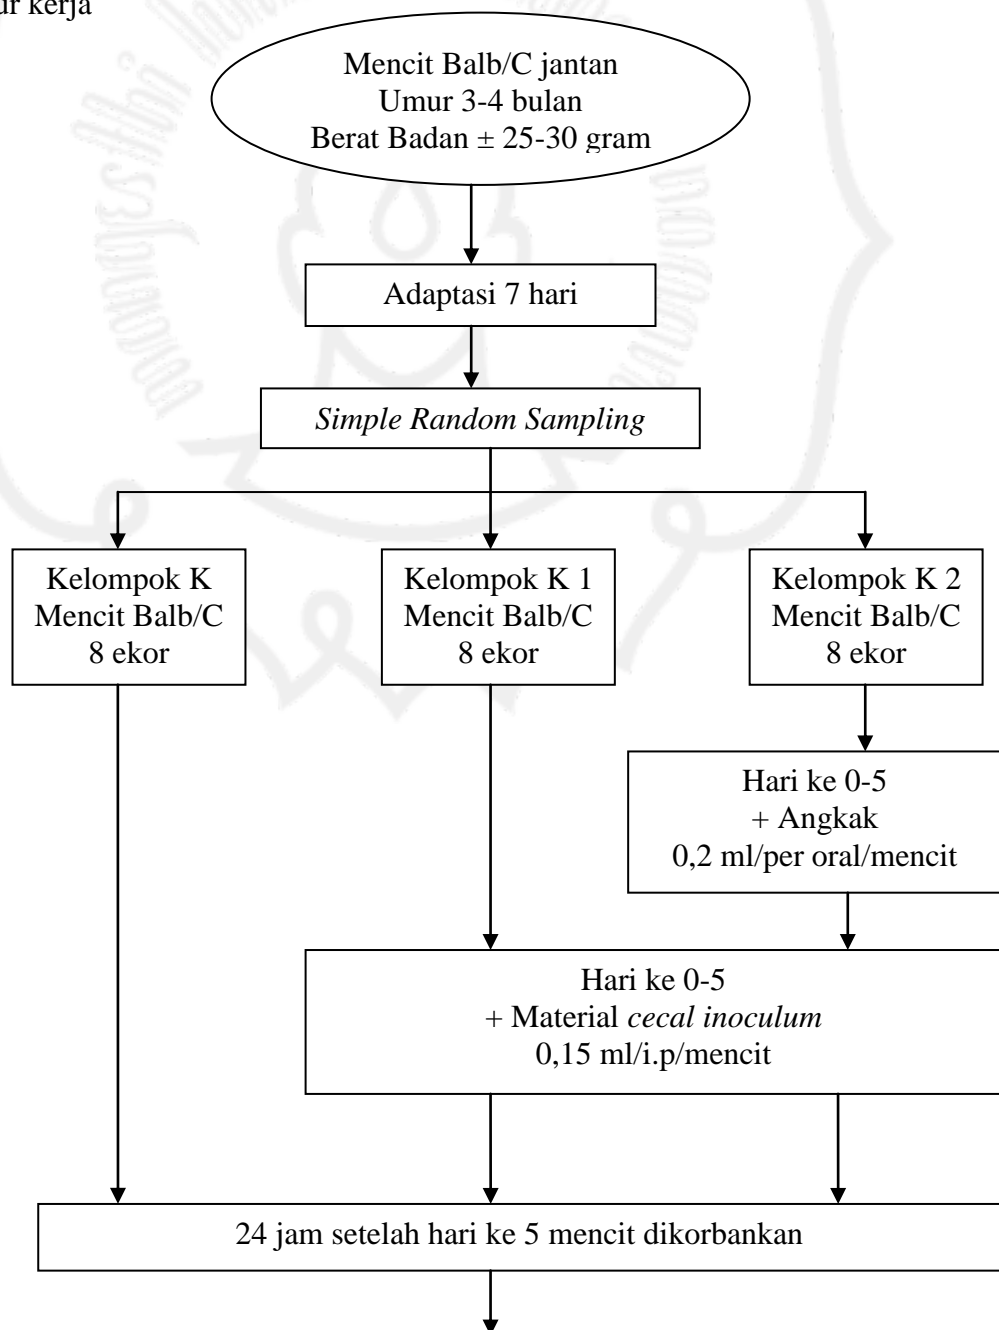 kerja
Mencit Balb/C jantan
Umur 3-4 bulan
Berat Badan ± 25-30 gram
Adaptasi 7 hari
Simple Random Sampling
Kelompok K
Mencit Balb/C
8 ekor
Kelompok K 1
Mencit Balb/C
8 ekor
Kelompok K 2
Mencit Balb/C
8 ekor
Hari ke 0-5
+ Angkak
0,2 ml/per oral/mencit
Hari ke 0-5
+ Material cecal inoculum
0,15 ml/i.p/mencit
24 jam setelah hari ke 5 mencit dikorbankan